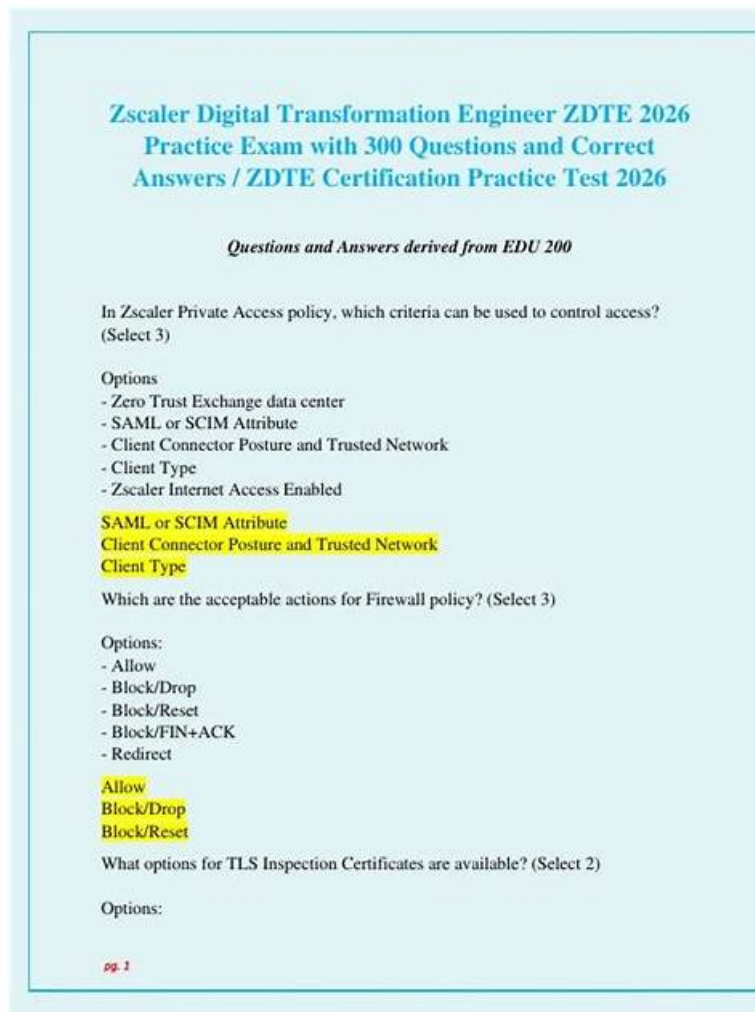 Zscaler Digital Transformation Engineer ZDTE 2026
Practice Exam with 300 Questions and Correct
Answers / ZDTE Certification Practice Test 2026
Questions and Answers derived from EDU 200
In Zscaler Private Access policy, which criteria can be used to control access?
(Select 3)
Options
- Zero Trust Exchange data center
- SAML or SCIM Attribute
- Client Connector Posture and Trusted Network
- Client Type
- Zscaler Internet Access Enabled
SAML or SCIM Attribute
Client Connector Posture and Trusted Network
Client Type
Which are the acceptable actions for Firewall policy? (Select 3)
Options:
- Allow
- Block/Drop
- Block/Reset
- Block/FIN+ACK
- Redirect
Allow
Block/Drop
Block/Reset
What options for TLS Inspection Certificates are available? (Select 2)
Options:
pg. 1